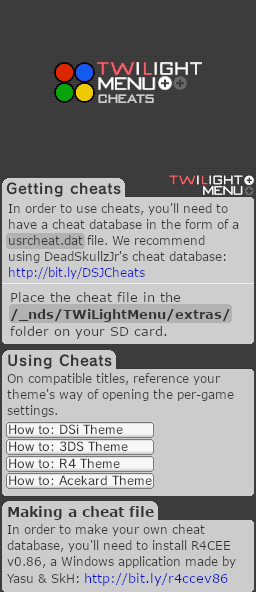 TWiLIGHT
MENU++
CHEATS
TWiLIGHT
MENU++
Getting cheats
In order to use cheats, you'll need to
have a cheat database in the form of a
usrcheat.dat file. We recommend
using DeadSkullzJr's cheat database:
http://bit.ly/DSJCheats
Place the cheat file in the
/_nds/TWiLightMenu/extras/
folder on your SD card.
Using Cheats
On compatible titles, reference your
theme's way of opening the per-game
settings.
How to: DSi Theme
How to: 3DS Theme
How to: R4 Theme
How to: Acekard Theme
Making a cheat file
In order to make your own cheat
database, you'll need to install R4CEE
v0.86, a Windows application made by
Yasu & SkH: http://bit.ly/r4ccev86